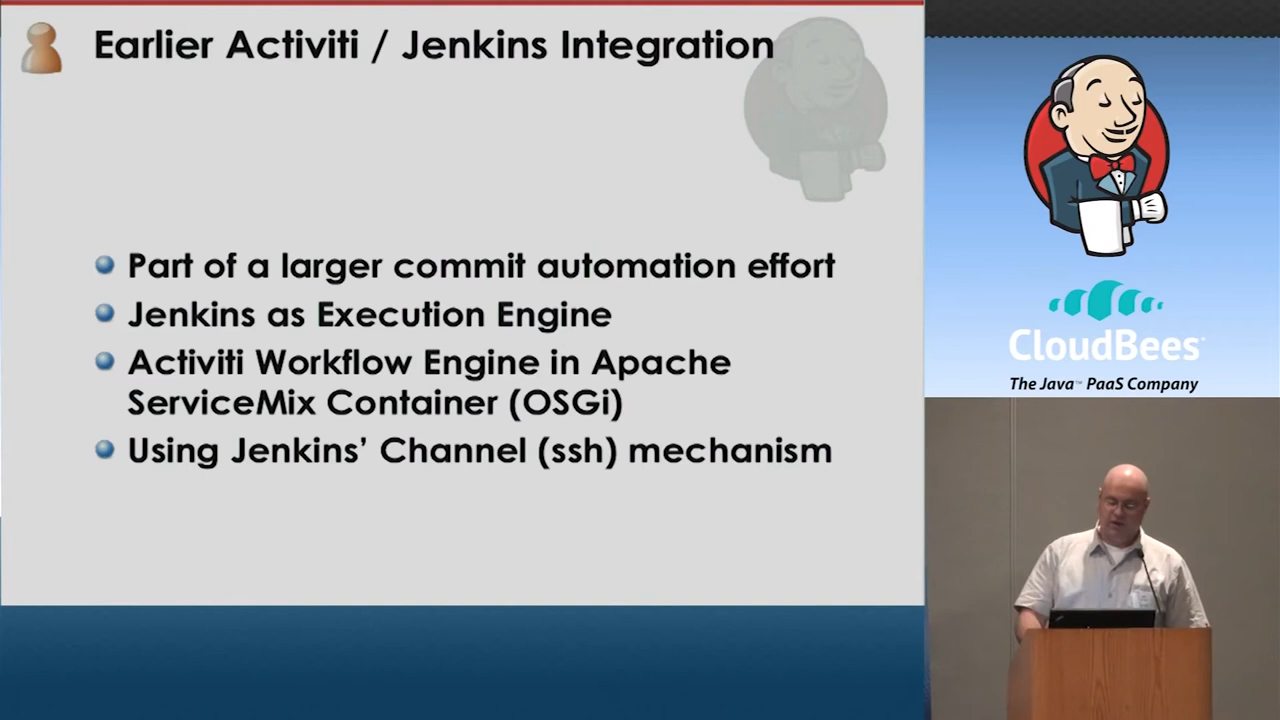 Earlier Activiti / Jenkins Integration
Part of a larger commit automation effort
Jenkins as Execution Engine
Activiti Workflow Engine in Apache
ServiceMix Container (OSGi)
Using Jenkins’ Channel (ssh) mechanism
CloudBees
The Java™ PaaS Company